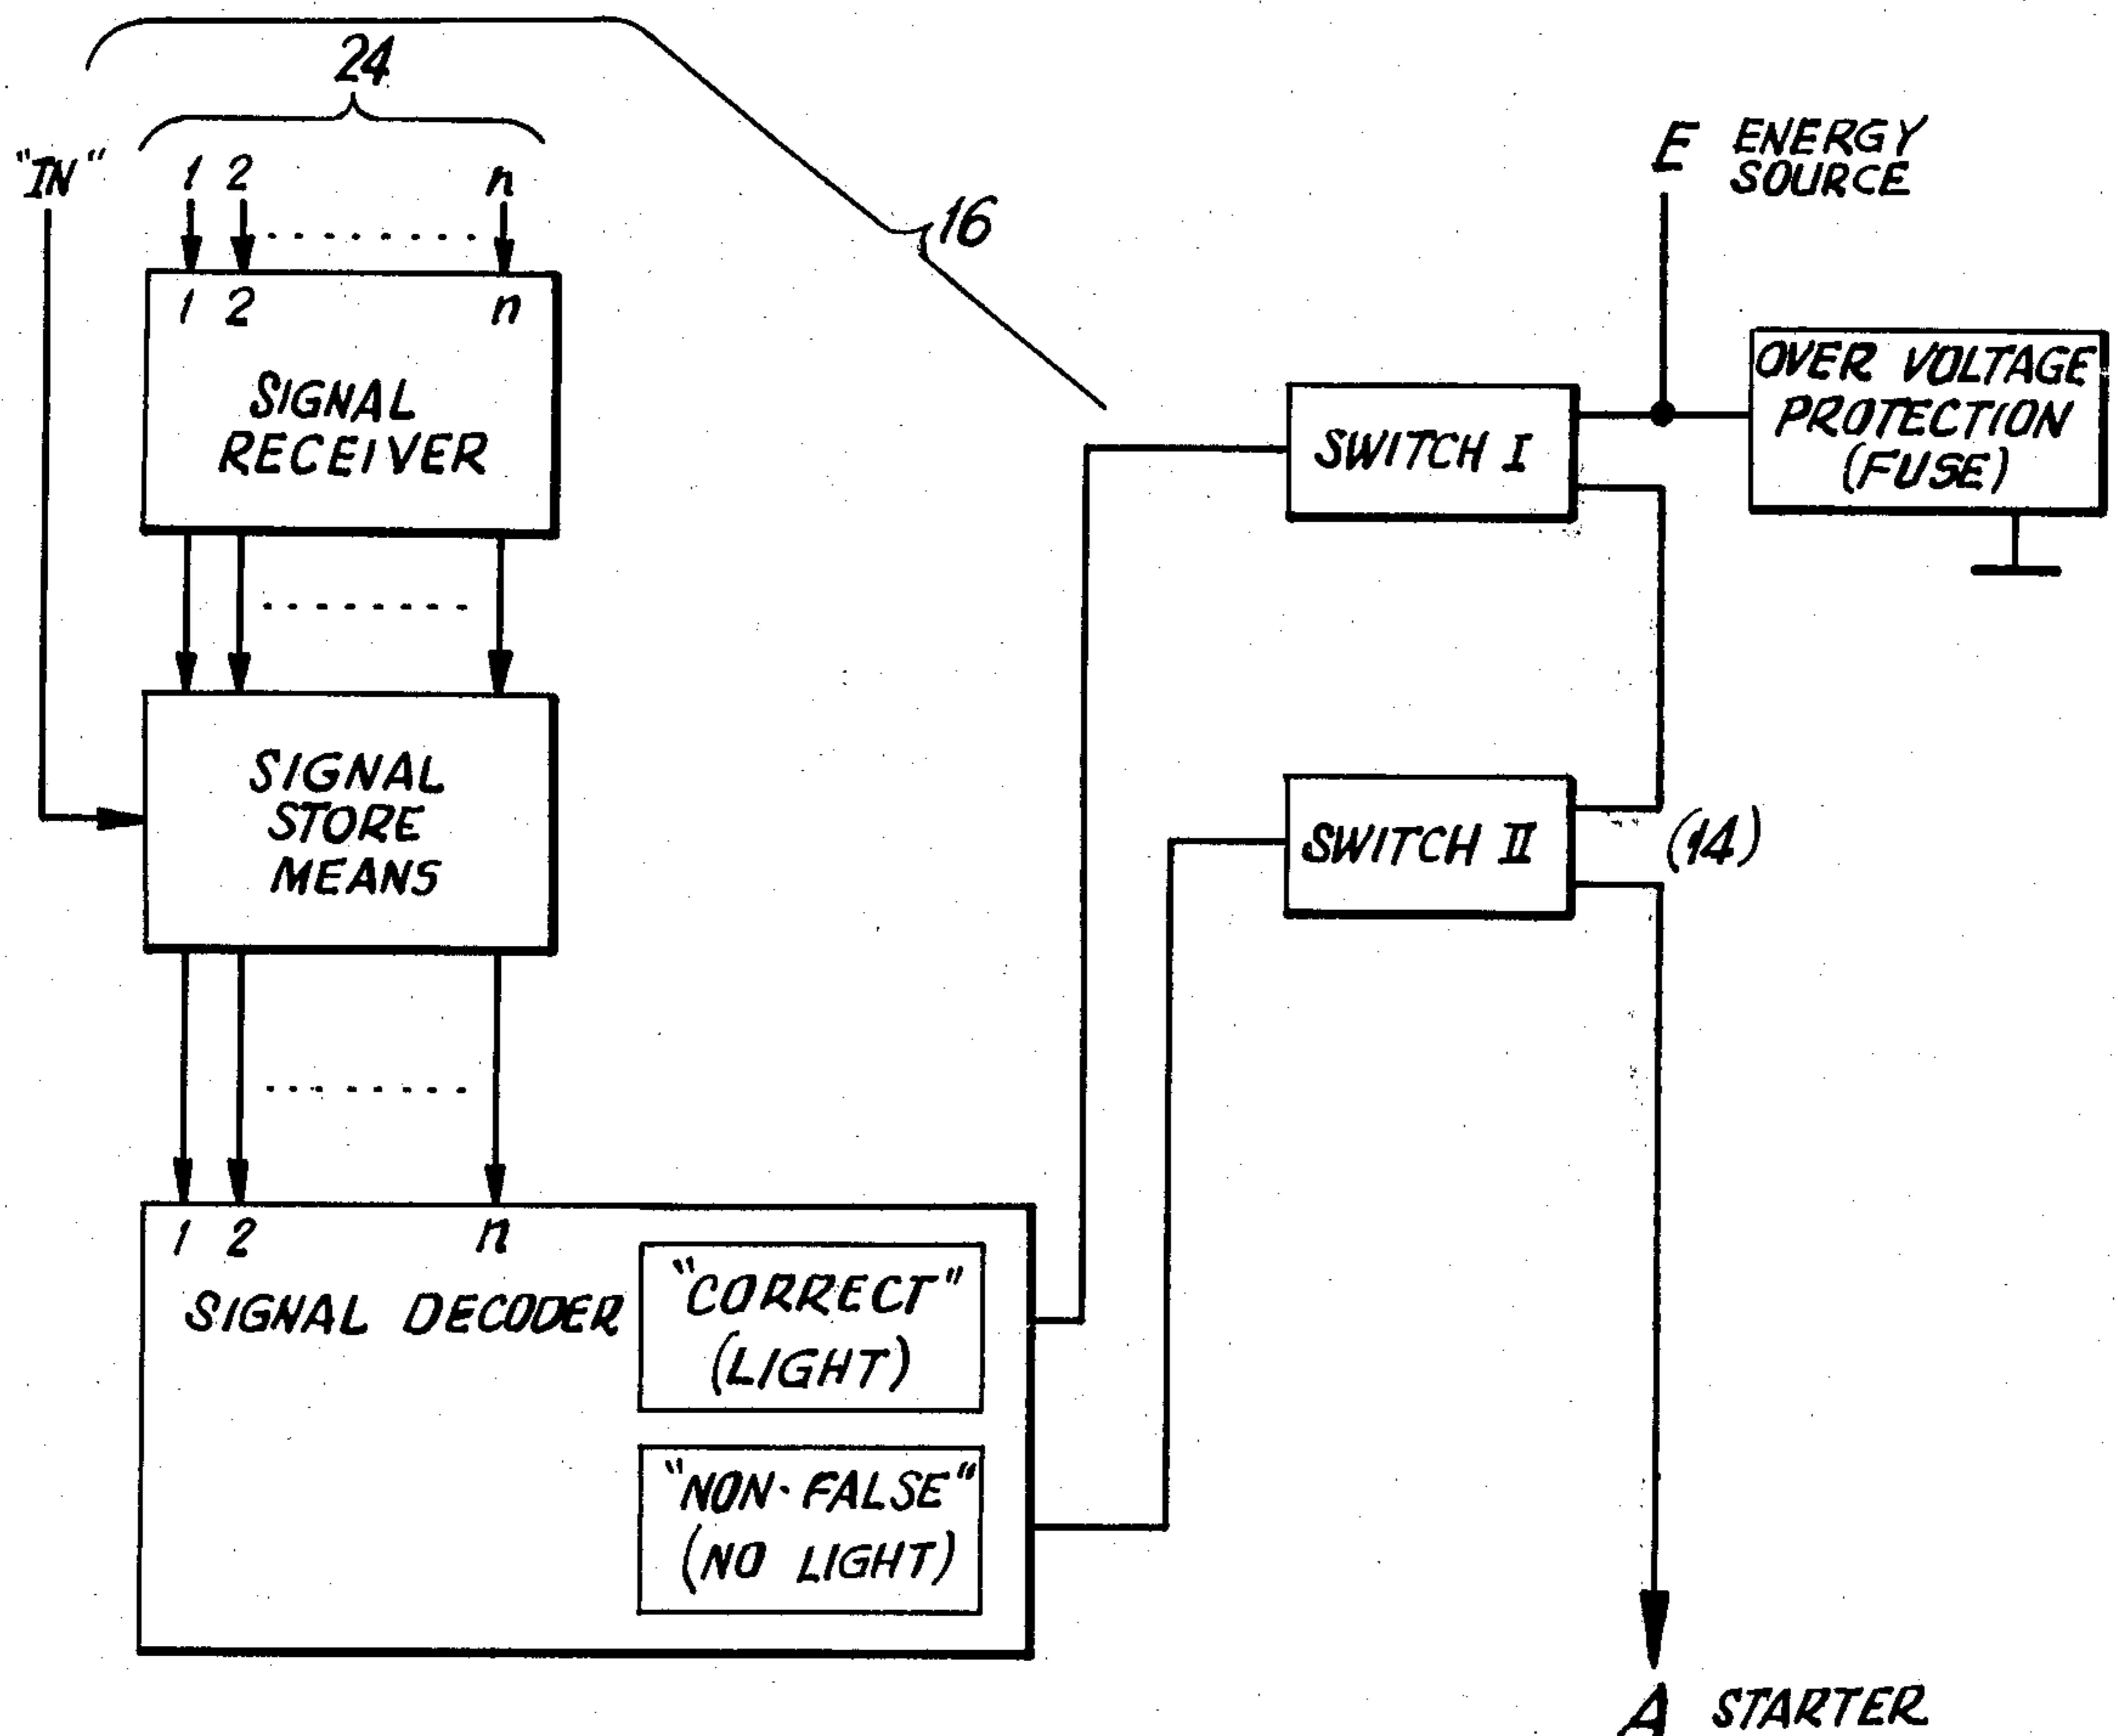 24
"IN"
1 2 n
1 2 n
SIGNAL
RECEIVER
16
E ENERGY
SOURCE
OVER VOLTAGE
PROTECTION
(FUSE)
SWITCH I
SIGNAL
STORE
MEANS
SWITCH II
(14)
1 2 n
SIGNAL DECODER
"CORRECT"
(LIGHT)
"NON-FALSE"
(NO LIGHT)
A STARTER